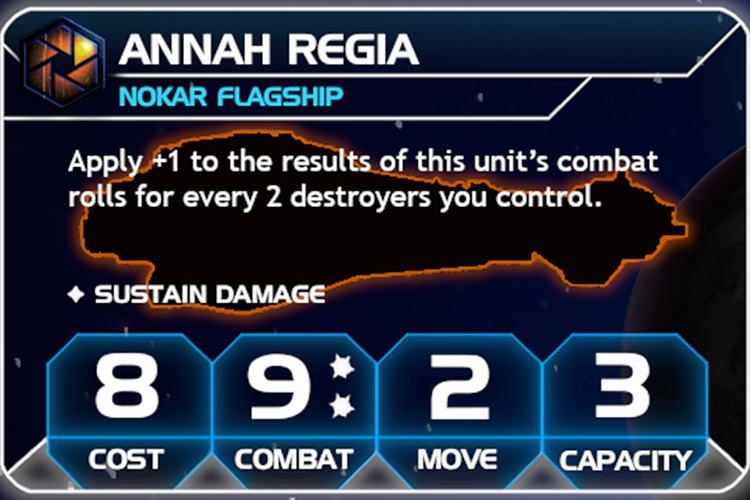 ANNAH REGIA
NOKAR FLAGSHIP
Apply +1 to the results of this unit's combat
rolls for every 2 destroyers you control.
SUSTAIN DAMAGE
8 9 2 3
COST COMBAT MOVE CAPACITY